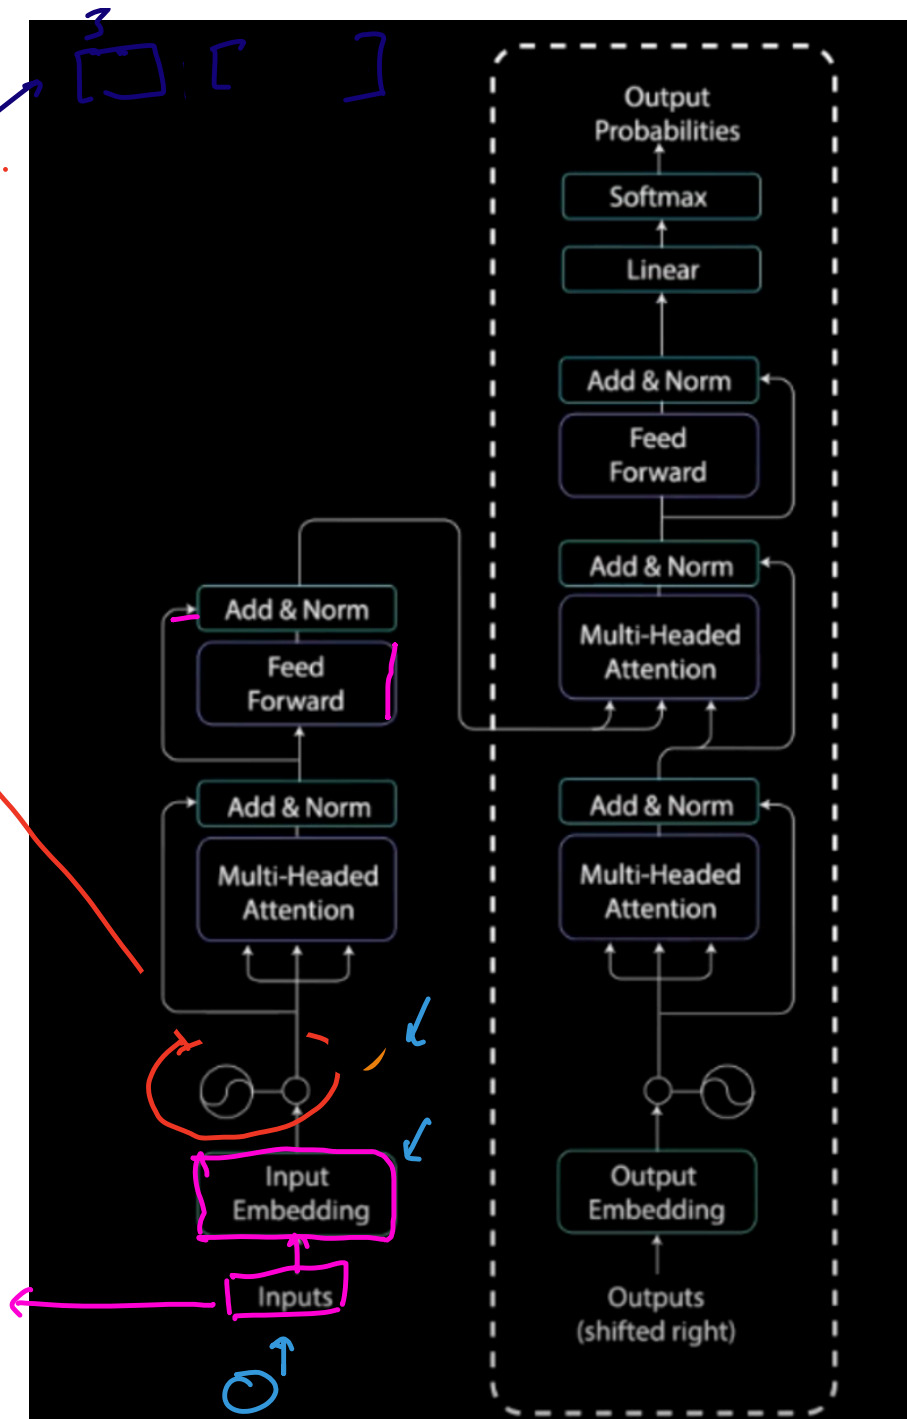 3
Output
Probabilities
Softmax
Linear
Add & Norm
Feed
Forward
Add & Norm
Multi-Headed
Attention
Add & Norm
Multi-Headed
Attention
Output
Embedding
Outputs
(shifted right)
Add & Norm
Feed
Forward
Add & Norm
Multi-Headed
Attention
Input
Embedding
Inputs